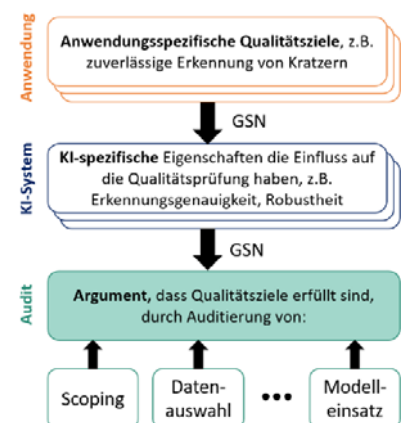 Anwendung
Anwendungsspezifische Qualitätsziele, z.B.
zuverlässige Erkennung von Kratzern
GSN
KI-System
KI-spezifische Eigenschaften die Einfluss auf
die Qualitätsprüfung haben, z.B.
Erkennungsgenauigkeit, Robustheit
GSN
Audit
Argument, dass Qualitätsziele erfüllt sind,
durch Auditierung von:
Scoping
Daten-
auswahl
•••
Modell-
einsatz